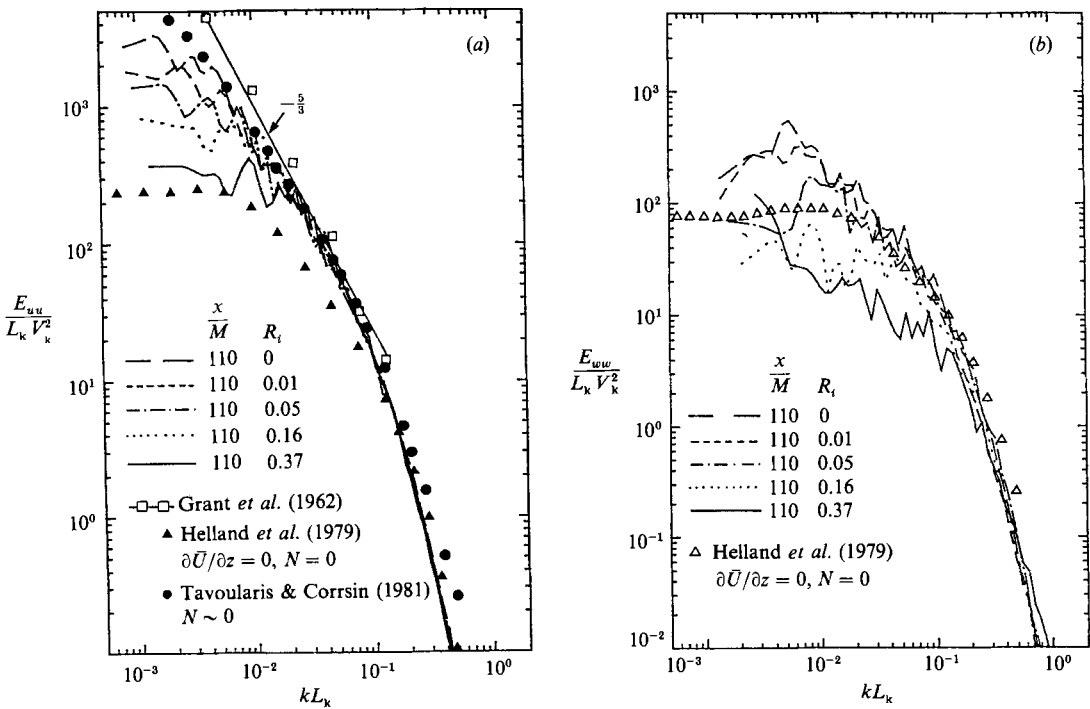 (a)
10³
10²
10¹
10⁰
E_uu / L_k V_k²
−5/3
x/M R_i
110 0
110 0.01
110 0.05
110 0.16
110 0.37
Grant et al. (1962)
Helland et al. (1979)
∂Ū/∂z = 0, N = 0
Tavoularis & Corrsin (1981)
N ~ 0
10⁻³ 10⁻² 10⁻¹ 10⁰
kL_k
(b)
10³
10²
10¹
10⁰
10⁻¹
10⁻²
E_ww / L_k V_k²
x/M R_i
110 0
110 0.01
110 0.05
110 0.16
110 0.37
Helland et al. (1979)
∂Ū/∂z = 0, N = 0
10⁻³ 10⁻² 10⁻¹ 10⁰
kL_k